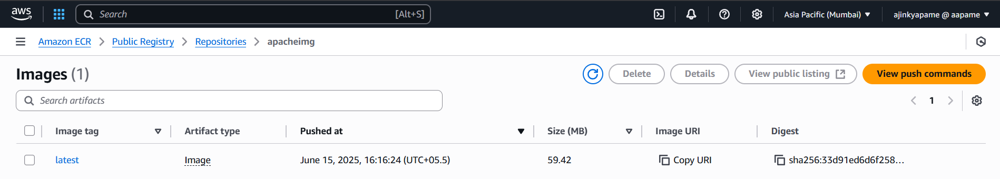 aws Search [Alt+S] Asia Pacific (Mumbai) ajinkyapame @ aapame
Amazon ECR Public Registry Repositories apacheimg
Images (1) Delete Details View public listing View push commands
Search artifacts 1
Image tag Artifact type Pushed at Size (MB) Image URI Digest
latest Image June 15, 2025, 16:16:24 (UTC+05.5) 59.42 Copy URI sha256:33d91ed6d6f258...